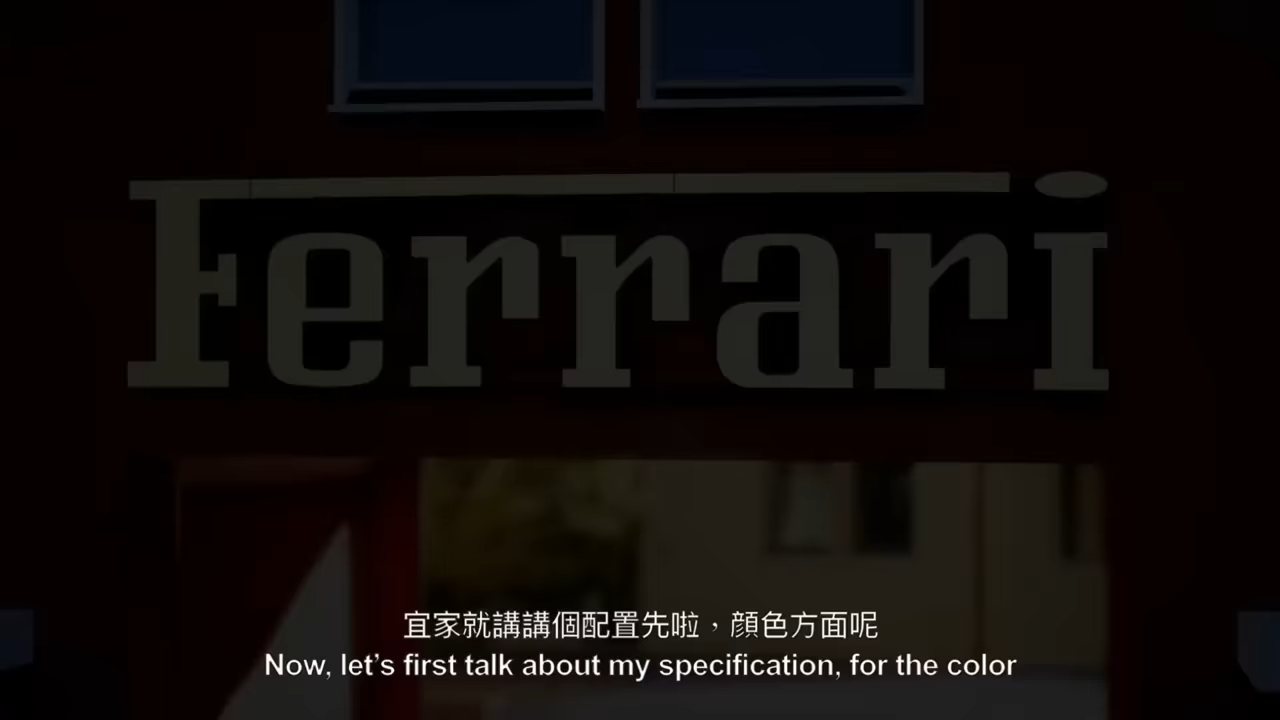 Ferrari
宜家就講講個配置先啦，顏色方面呢
Now, let's first talk about my specification, for the color